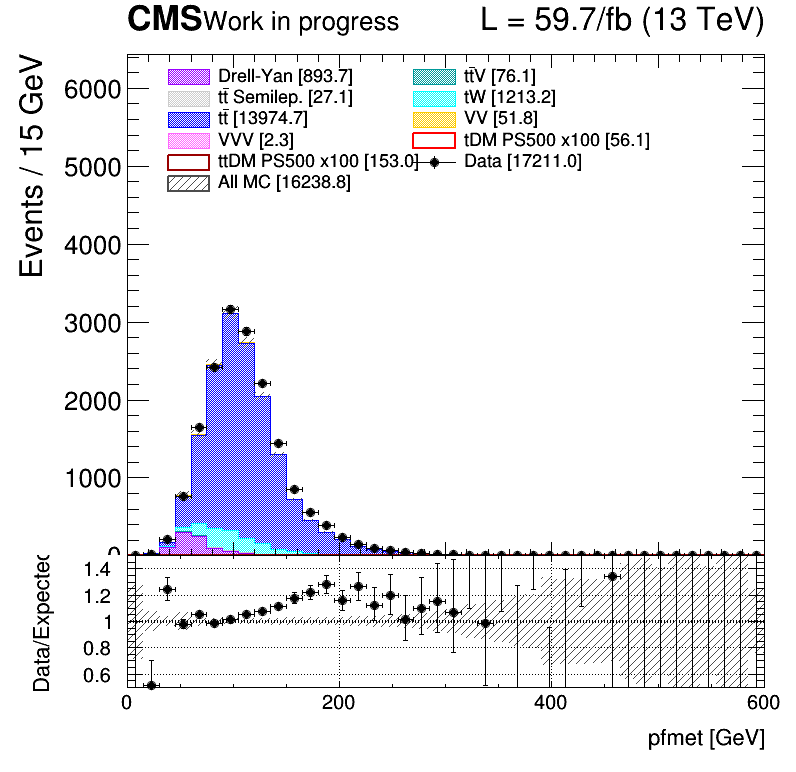 CMS Work in progress L = 59.7/fb (13 TeV)
Events / 15 GeV
6000
5000
4000
3000
2000
1000
0
Drell-Yan [893.7] tt̄V [76.1]
tt̄ Semilep. [27.1] tW [1213.2]
tt̄ [13974.7] VV [51.8]
VVV [2.3] tDM PS500 x100 [56.1]
ttDM PS500 x100 [153.0] Data [17211.0]
All MC [16238.8]
Data/Expected
1.4
1.2
1
0.8
0.6
0 200 400 600
pfmet [GeV]